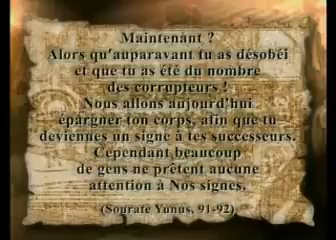 Maintenant ?
Alors qu'auparavant tu as désobéi
et que tu as été du nombre
des corrupteurs !
Nous allons aujourd'hui
épargner ton corps, afin que tu
deviennes un signe à tes successeurs.
Cependant beaucoup
de gens ne prêtent aucune
attention à Nos signes.
(Sourate Yunus, 91-92)